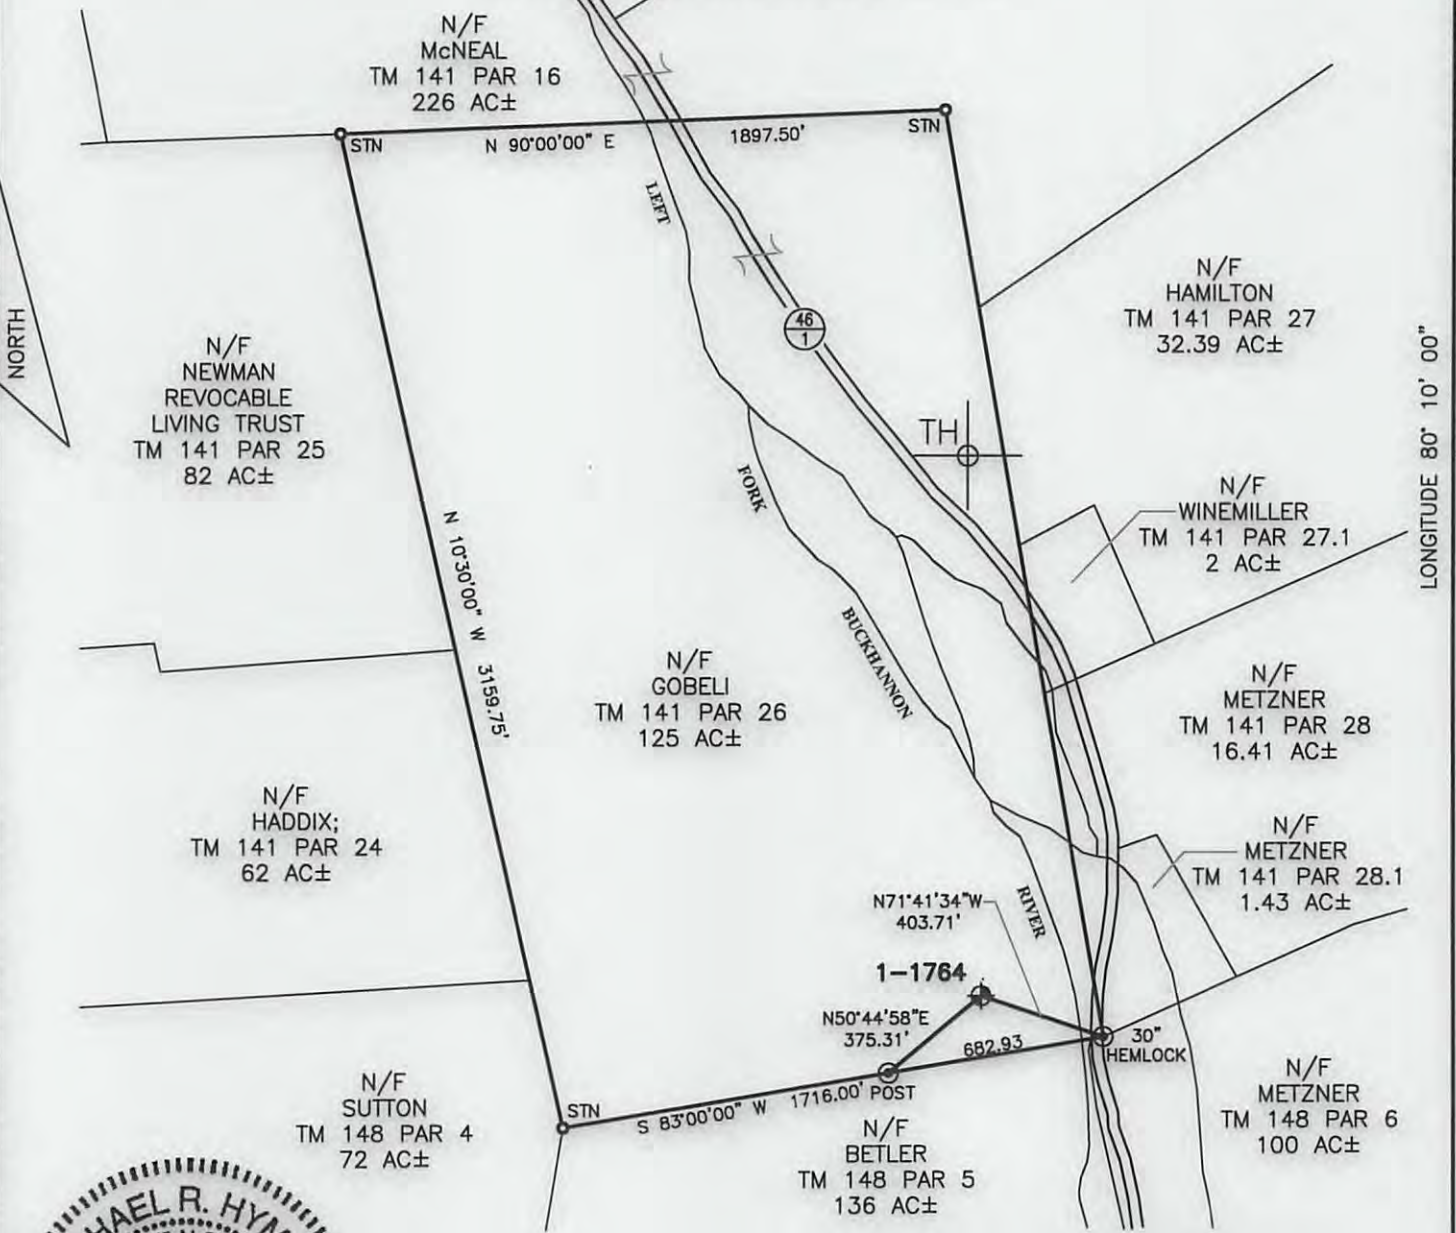 N/F
McNEAL
TM 141 PAR 16
226 AC±
STN
N 90°00'00" E
1897.50'
STN
LEFT
NORTH
46
1
N/F
HAMILTON
TM 141 PAR 27
32.39 AC±
N/F
NEWMAN
REVOCABLE
LIVING TRUST
TM 141 PAR 25
82 AC±
LONGITUDE 80° 10' 00"
TH
FORK
N/F
WINEMILLER
TM 141 PAR 27.1
2 AC±
N 10°30'00" W 3159.75'
BUCKHANNON
N/F
GOBELI
TM 141 PAR 26
125 AC±
N/F
METZNER
TM 141 PAR 28
16.41 AC±
N/F
HADDIX;
TM 141 PAR 24
62 AC±
N/F
METZNER
TM 141 PAR 28.1
1.43 AC±
RIVER
N71°41'34"W
403.71'
1-1764
N50°44'58"E
375.31'
682.93
30"
HEMLOCK
POST
STN
S 83°00'00" W 1716.00'
N/F
SUTTON
TM 148 PAR 4
72 AC±
N/F
BETLER
TM 148 PAR 5
136 AC±
N/F
METZNER
TM 148 PAR 6
100 AC±
HAEL R. HYM